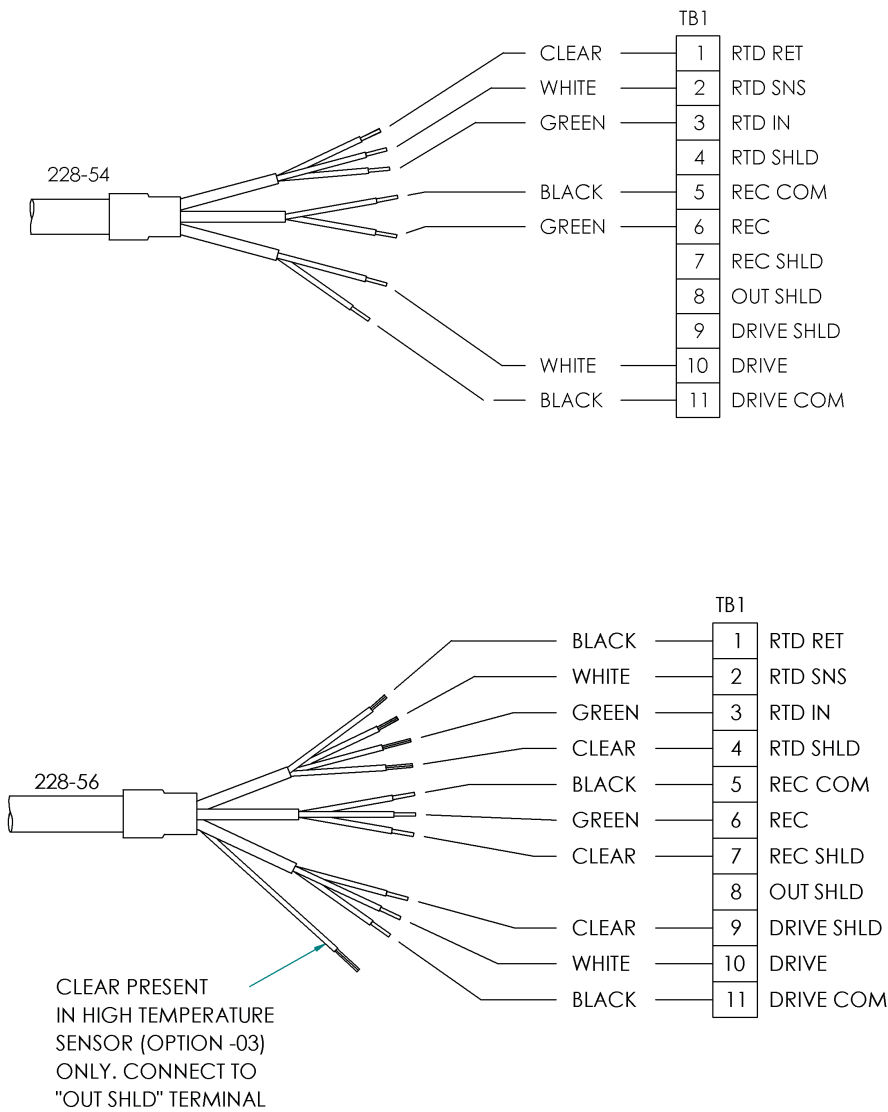 TB1
CLEAR 1 RTD RET
WHITE 2 RTD SNS
GREEN 3 RTD IN
4 RTD SHLD
228-54
BLACK 5 REC COM
GREEN 6 REC
7 REC SHLD
8 OUT SHLD
9 DRIVE SHLD
WHITE 10 DRIVE
BLACK 11 DRIVE COM
TB1
BLACK 1 RTD RET
WHITE 2 RTD SNS
GREEN 3 RTD IN
CLEAR 4 RTD SHLD
228-56
BLACK 5 REC COM
GREEN 6 REC
CLEAR 7 REC SHLD
8 OUT SHLD
CLEAR 9 DRIVE SHLD
WHITE 10 DRIVE
BLACK 11 DRIVE COM
CLEAR PRESENT
IN HIGH TEMPERATURE
SENSOR (OPTION -03)
ONLY. CONNECT TO
"OUT SHLD" TERMINAL